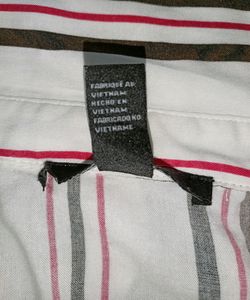 FABRIQUÉ AU
VIETNAM
HECHO EN
VIETNAM
FABRICADO NO
VIETNAME